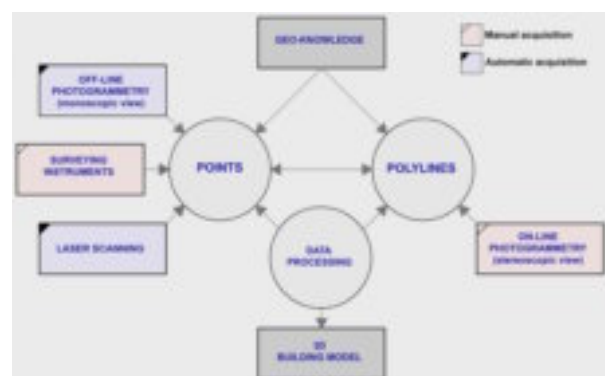 GEO-KNOWLEDGE
Manual acquisition
Automatic acquisition
OFF-LINE
PHOTOGRAMMETRY
(monoscopic view)
SURVEYING
INSTRUMENTS
POINTS
POLYLINES
LASER SCANNING
DATA
PROCESSING
ON-LINE
PHOTOGRAMMETRY
(stereoscopic view)
3D
BUILDING MODEL